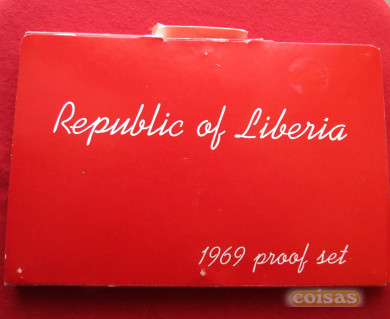 Republic of Liberia
1969 proof set
coisas